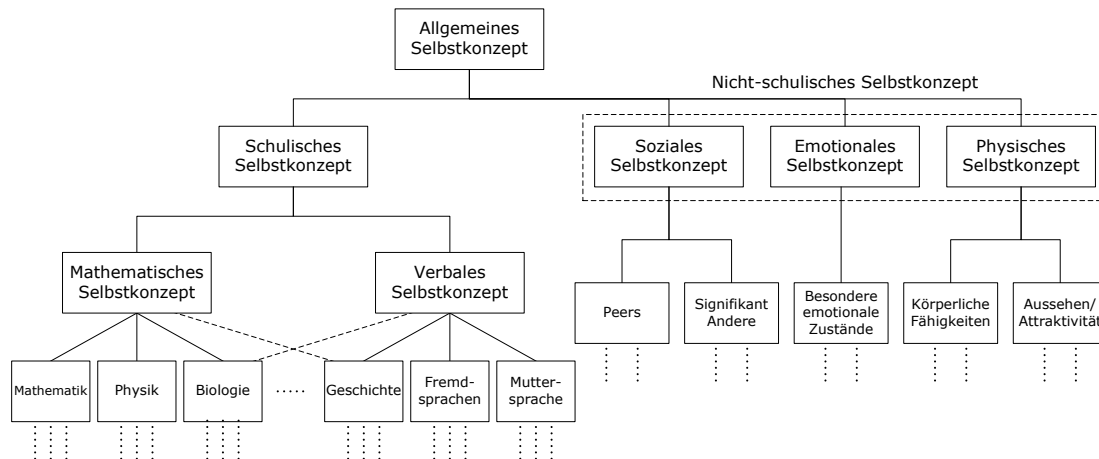 Allgemeines
Selbstkonzept
Nicht-schulisches Selbstkonzept
Schulisches
Selbstkonzept
Soziales
Selbstkonzept
Emotionales
Selbstkonzept
Physisches
Selbstkonzept
Mathematisches
Selbstkonzept
Verbales
Selbstkonzept
Peers
Signifikant
Andere
Besondere
emotionale
Zustände
Körperliche
Fähigkeiten
Aussehen/
Attraktivität
Mathematik
Physik
Biologie
Geschichte
Fremd-
sprachen
Mutter-
sprache